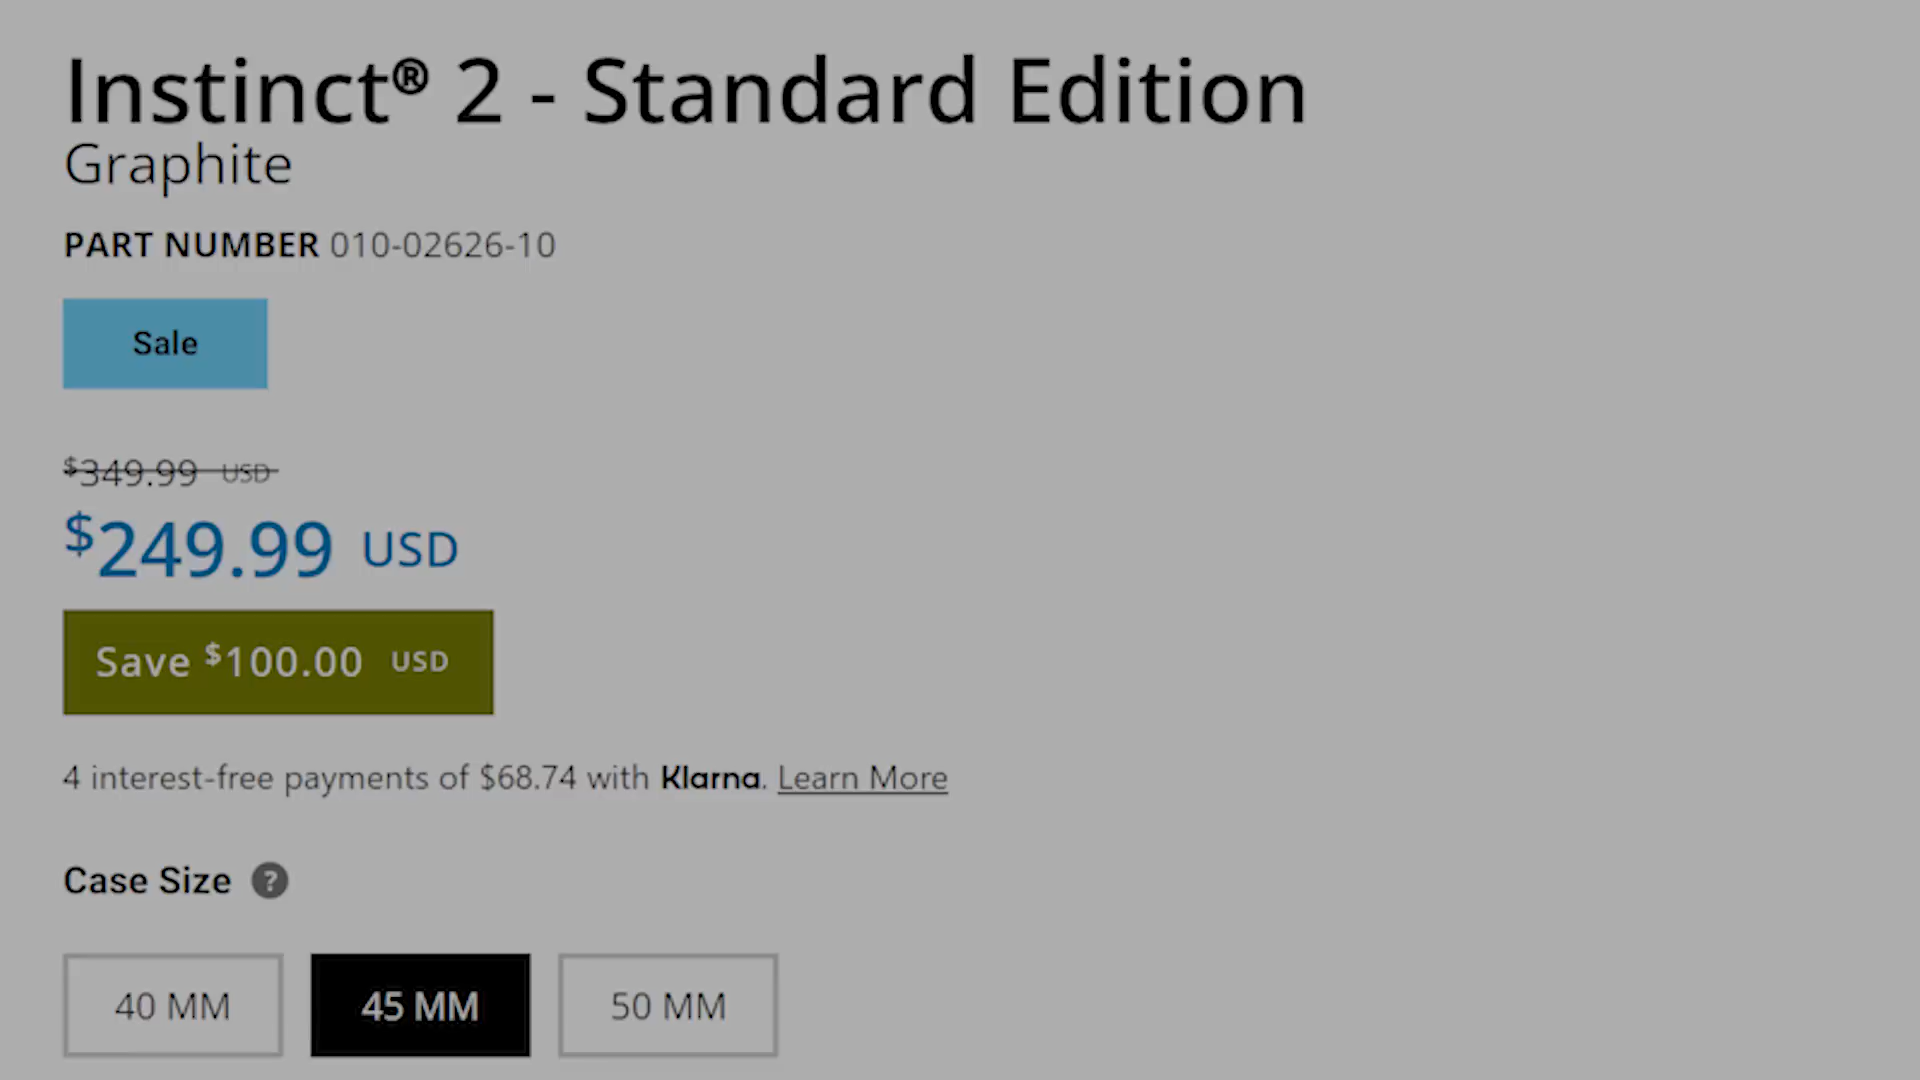 Instinct® 2 - Standard Edition
Graphite
PART NUMBER 010-02626-10
Sale
$349.99 USD
$249.99 USD
Save $100.00 USD
4 interest-free payments of $68.74 with Klarna. Learn More
Case Size ?
40 MM 45 MM 50 MM